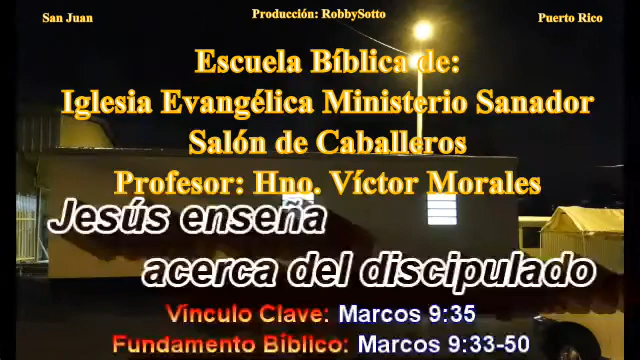 San Juan
Producción: RobbySotto
Puerto Rico
Escuela Bíblica de:
Iglesia Evangélica Ministerio Sanador
Salón de Caballeros
Profesor: Hno. Víctor Morales
Jesús enseña
acerca del discipulado
Vínculo Clave: Marcos 9:35
Fundamento Bíblico: Marcos 9:33-50